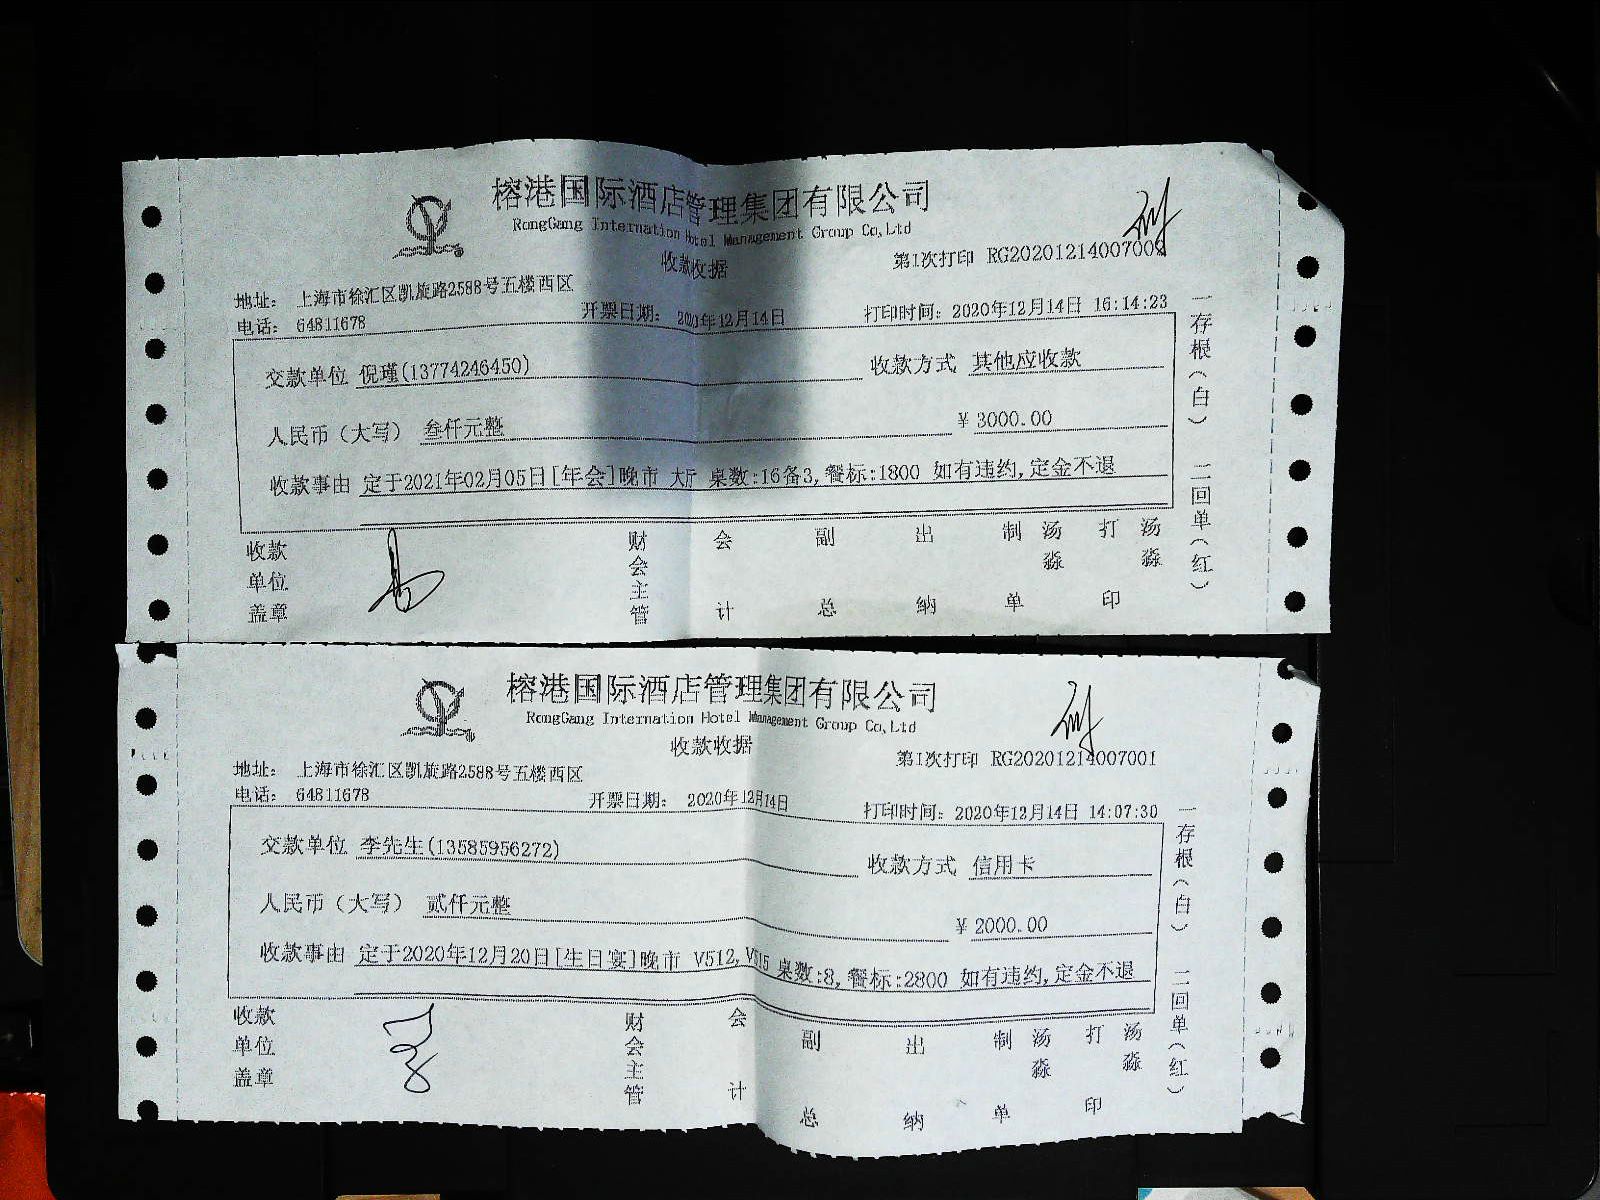 榕港国际酒店管理集团有限公司
RongGang Internation Hotel Management Group Co,Ltd
收款收据
第1次打印 RG2020121400700
地址： 上海市徐汇区凯旋路2588号五楼西区
电话： 64811678
开票日期： 2020年12月14日
打印时间：2020年12月14日 16:14:23
交款单位 倪瑾(13774246450)
收款方式 其他应收款
人民币（大写） 叁仟元整
￥3000.00
收款事由 定于2021年02月05日[年会]晚市 大厅 桌数:16备3,餐标:1800 如有违约,定金不退
收款单位盖章
财会主管
会计
副总
出纳
制单
汤淼
打印
汤淼
一存根（白） 二回单（红）
榕港国际酒店管理集团有限公司
RongGang Internation Hotel Management Group Co,Ltd
收款收据
第1次打印 RG20201214007001
地址： 上海市徐汇区凯旋路2588号五楼西区
电话： 64811678
开票日期： 2020年12月14日
打印时间：2020年12月14日 14:07:30
交款单位 李先生(13585956272)
收款方式 信用卡
人民币（大写） 贰仟元整
￥2000.00
收款事由 定于2020年12月20日[生日宴]晚市 V512,V515 桌数:8,餐标:2800 如有违约,定金不退
收款单位盖章
财会主管
会计
副总
出纳
制单
汤淼
打印
汤淼
一存根（白） 二回单（红）